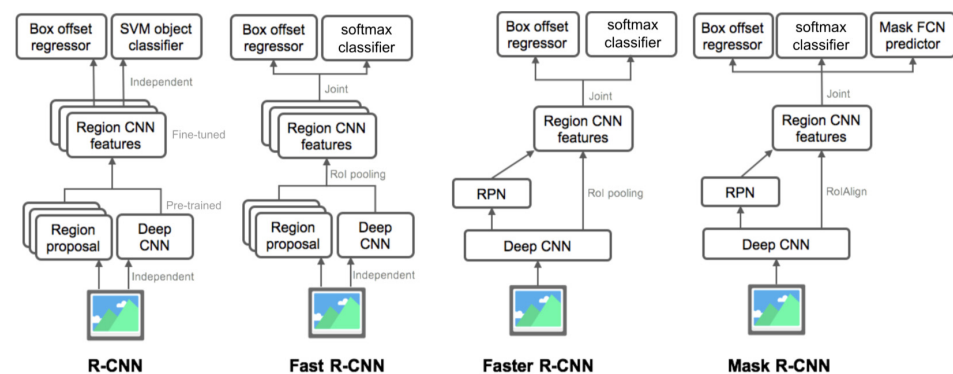 Box offset
regressor
SVM object
classifier
Independent
Region CNN
features
Fine-tuned
Pre-trained
Region
proposal
Deep
CNN
Independent
R-CNN
Box offset
regressor
softmax
classifier
Joint
Region CNN
features
RoI pooling
Region
proposal
Deep
CNN
Independent
Fast R-CNN
Box offset
regressor
softmax
classifier
Joint
Region CNN
features
RPN
RoI pooling
Deep CNN
Faster R-CNN
Box offset
regressor
softmax
classifier
Mask FCN
predictor
Joint
Region CNN
features
RPN
RoIAlign
Deep CNN
Mask R-CNN